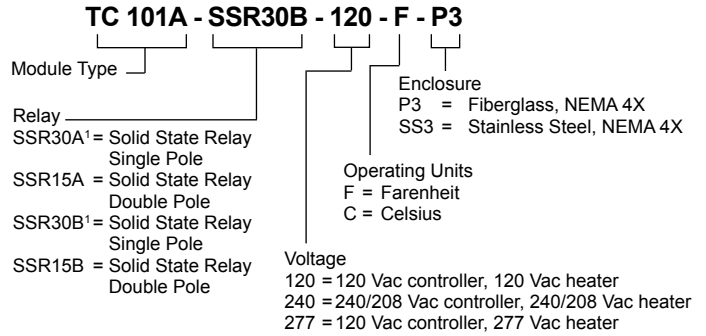 TC 101A - SSR30B - 120 - F - P3
Module Type
Relay
SSR30A¹ = Solid State Relay
Single Pole
SSR15A = Solid State Relay
Double Pole
SSR30B¹ = Solid State Relay
Single Pole
SSR15B = Solid State Relay
Double Pole
Voltage
120 = 120 Vac controller, 120 Vac heater
240 = 240/208 Vac controller, 240/208 Vac heater
277 = 120 Vac controller, 277 Vac heater
Operating Units
F = Farenheit
C = Celsius
Enclosure
P3 = Fiberglass, NEMA 4X
SS3 = Stainless Steel, NEMA 4X